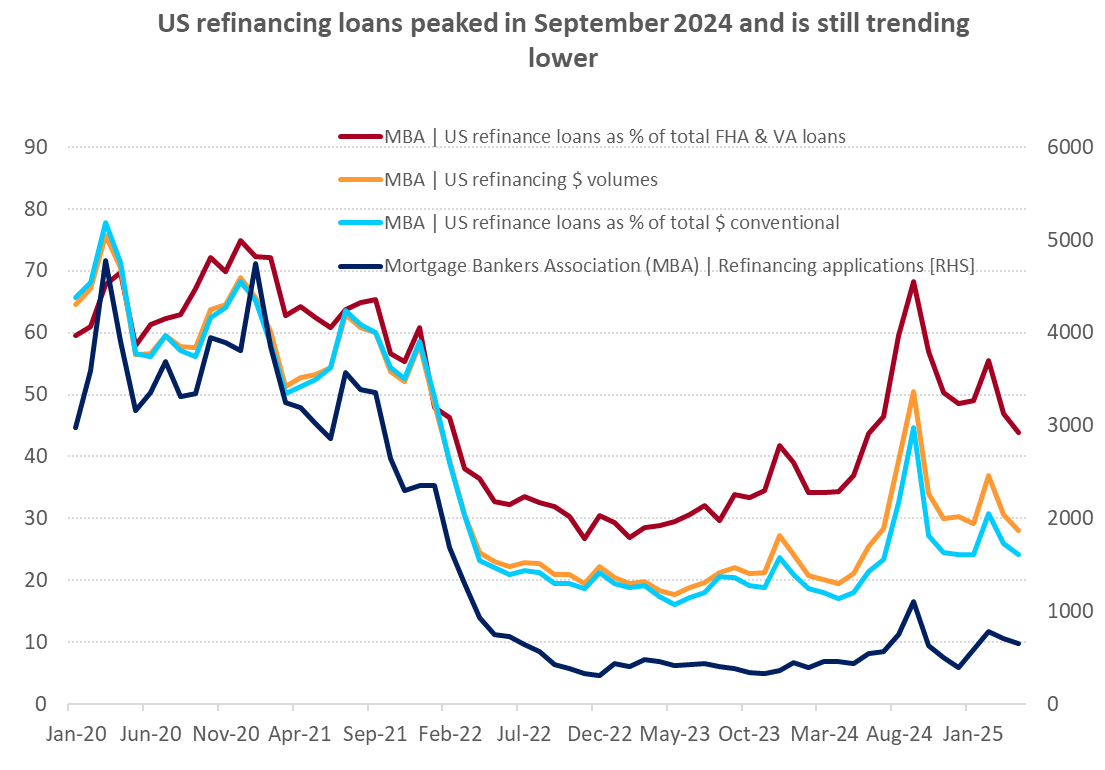 US refinancing loans peaked in September 2024 and is still trending
lower
MBA | US refinance loans as % of total FHA & VA loans
MBA | US refinancing $ volumes
MBA | US refinance loans as % of total $ conventional
Mortgage Bankers Association (MBA) | Refinancing applications [RHS]
90 6000
80
70 5000
60 4000
50
40 3000
30 2000
20
10 1000
0 0
Jan-20 Jun-20 Nov-20 Apr-21 Sep-21 Feb-22 Jul-22 Dec-22 May-23 Oct-23 Mar-24 Aug-24 Jan-25